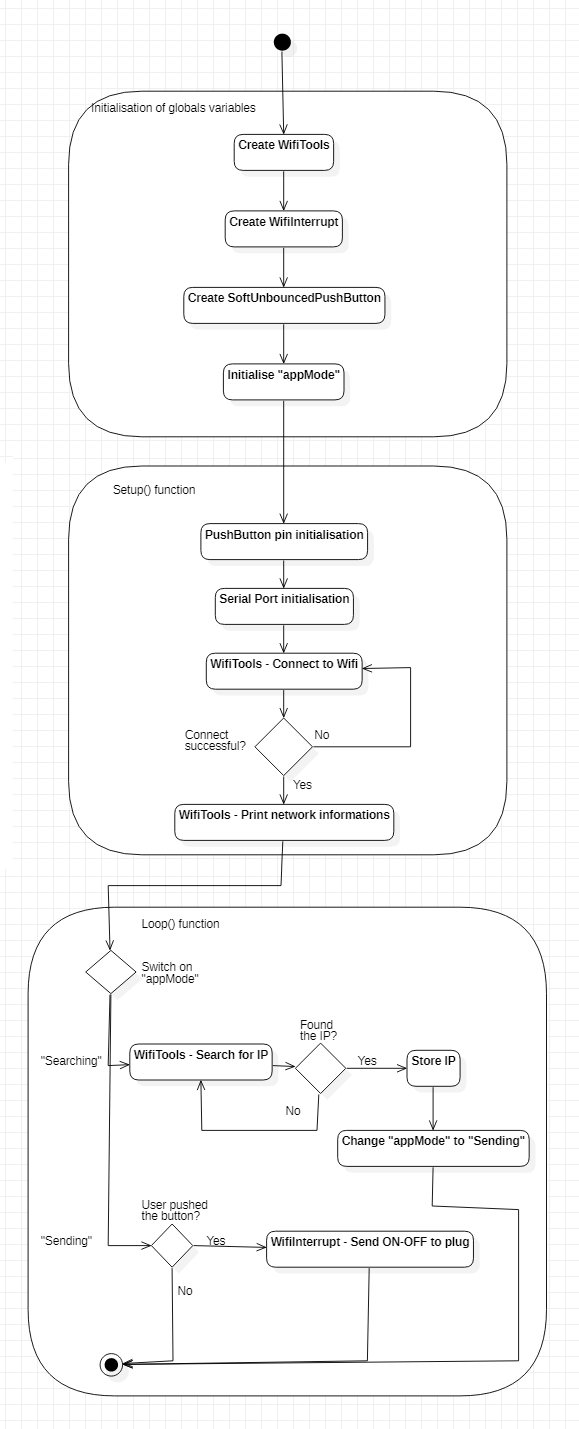 Initialisation of globals variables
Create WifiTools
Create WifiInterrupt
Create SoftUnbouncedPushButton
Initialise "appMode"
Setup() function
PushButton pin initialisation
Serial Port initialisation
WifiTools - Connect to Wifi
Connect
successful?
No
Yes
WifiTools - Print network informations
Loop() function
Switch on
"appMode"
"Searching"
WifiTools - Search for IP
Found
the IP?
Yes
Store IP
No
Change "appMode" to "Sending"
"Sending"
User pushed
the button?
Yes
WifiInterrupt - Send ON-OFF to plug
No